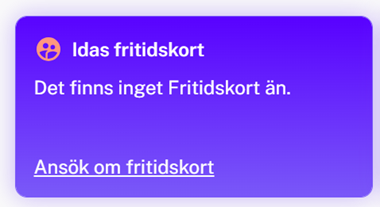 Idas fritidskort
Det finns inget Fritidskort än.
Ansök om fritidskort